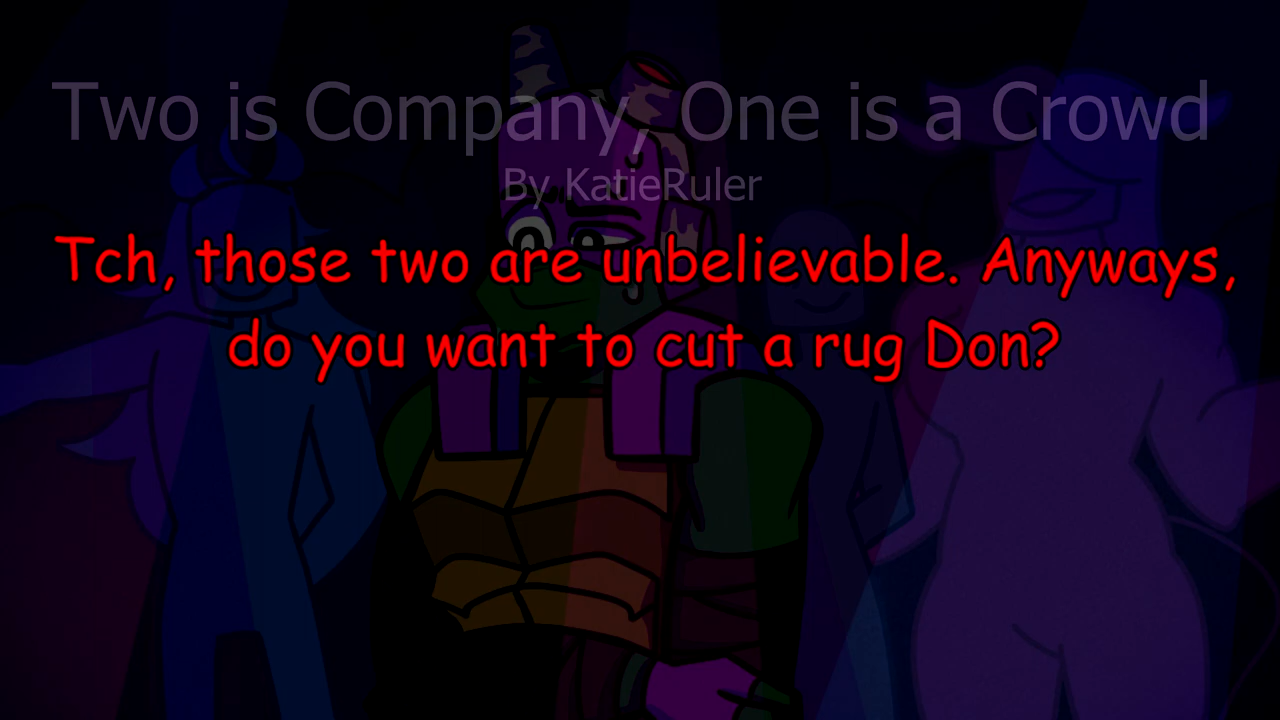 Two is Company, One is a Crowd
By KatieRuler
Tch, those two are unbelievable. Anyways,
do you want to cut a rug Don?